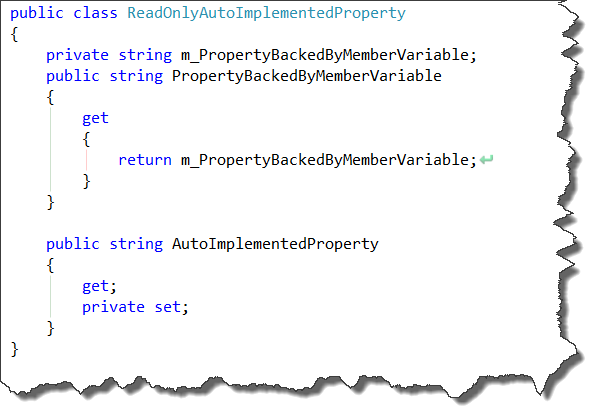 public class ReadOnlyAutoImplementedProperty
{
    private string m_PropertyBackedByMemberVariable;
    public string PropertyBackedByMemberVariable
    {
        get
        {
            return m_PropertyBackedByMemberVariable;
        }
    }

    public string AutoImplementedProperty
    {
        get;
        private set;
    }
}